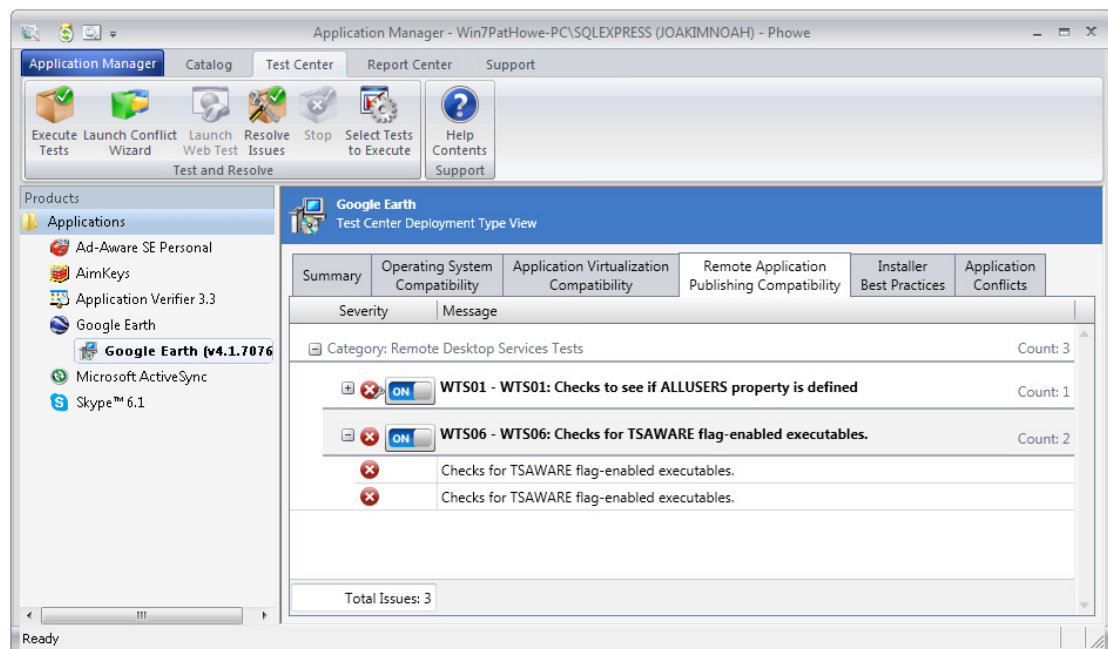 Application Manager - Win7PatHowe-PC\SQLEXPRESS (JOAKIMNOAH) - Phowe
Application Manager Catalog Test Center Report Center Support
Execute Tests
Launch Conflict Wizard
Launch Web Test
Resolve Issues
Stop
Select Tests to Execute
Help Contents
Test and Resolve Support
Products
Applications
Ad-Aware SE Personal
AimKeys
Application Verifier 3.3
Google Earth
Google Earth (v4.1.7076
Microsoft ActiveSync
Skype™ 6.1
Google Earth
Test Center Deployment Type View
Summary
Operating System Compatibility
Application Virtualization Compatibility
Remote Application Publishing Compatibility
Installer Best Practices
Application Conflicts
Severity Message
Category: Remote Desktop Services Tests Count: 3
ON WTS01 - WTS01: Checks to see if ALLUSERS property is defined Count: 1
ON WTS06 - WTS06: Checks for TSAWARE flag-enabled executables. Count: 2
Checks for TSAWARE flag-enabled executables.
Checks for TSAWARE flag-enabled executables.
Total Issues: 3
Ready